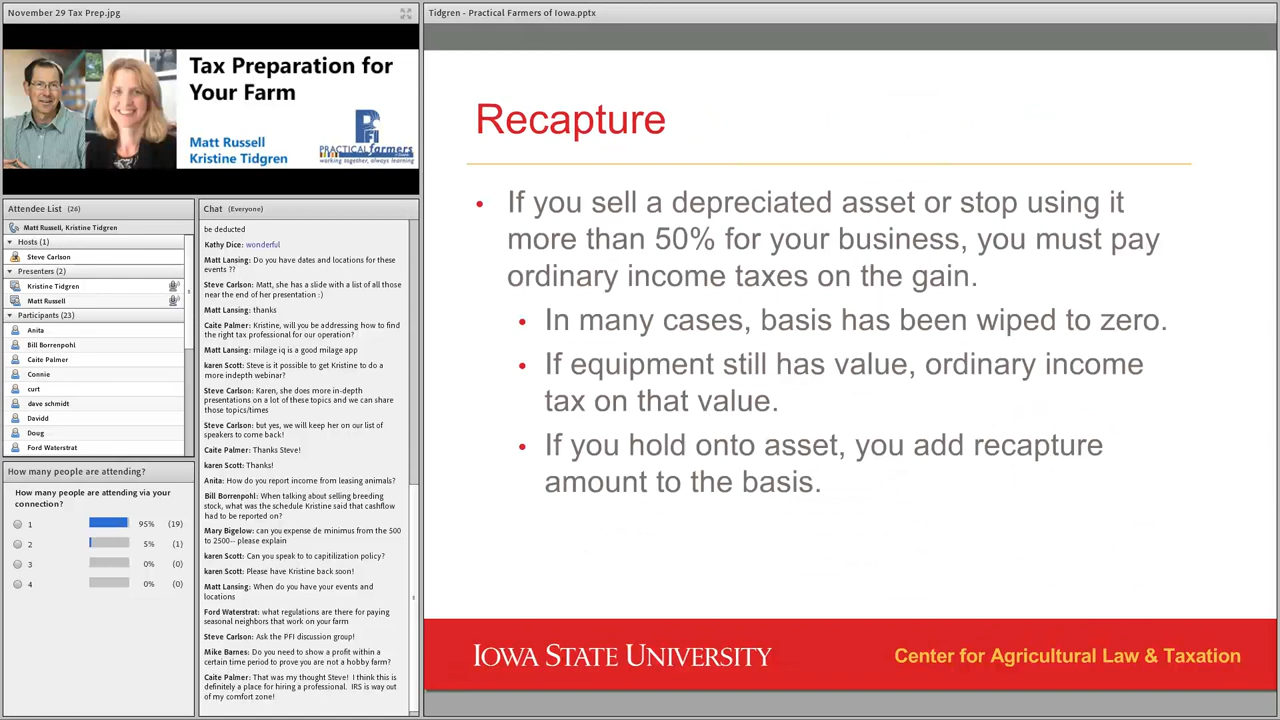 November 29 Tax Prep.jpg
Tax Preparation for
Your Farm
Matt Russell
Kristine Tidgren
PFI
PRACTICAL farmers
working together, always learning
Attendee List (26)
Matt Russell, Kristine Tidgren
Hosts (1)
Steve Carlson
Presenters (2)
Kristine Tidgren
Matt Russell
Participants (23)
Anita
Bill Borrenpohl
Caite Palmer
Connie
curt
dave schmidt
Davidd
Doug
Ford Waterstrat
How many people are attending?
How many people are attending via your
connection?
1 95% (19)
2 5% (1)
3 0% (0)
4 0% (0)
Chat (Everyone)
be deducted
Kathy Dice: wonderful
Matt Lansing: Do you have dates and locations for these
events ??
Steve Carlson: Matt, she has a slide with a list of all those
near the end of her presentation :)
Matt Lansing: thanks
Caite Palmer: Kristine, will you be addressing how to find
the right tax professional for our operation?
Matt Lansing: milage iq is a good milage app
karen Scott: Steve is it possible to get Kristine to do a
more indepth webinar?
Steve Carlson: Karen, she does more in-depth
presentations on a lot of these topics and we can share
those topics/times
Steve Carlson: but yes, we will keep her on our list of
speakers to come back!
Caite Palmer: Thanks Steve!
karen Scott: Thanks!
Anita: How do you report income from leasing animals?
Bill Borrenpohl: When talking about selling breeding
stock, what was the schedule Kristine said that cashflow
had to be reported on?
Mary Bigelow: can you expense de minimus from the 500
to 2500-- please explain
karen Scott: Can you speak to to capitilization policy?
karen Scott: Please have Kristine back soon!
Matt Lansing: When do you have your events and
locations
Ford Waterstrat: what regulations are there for paying
seasonal neighbors that work on your farm
Steve Carlson: Ask the PFI discussion group!
Mike Barnes: Do you need to show a profit within a
certain time period to prove you are not a hobby farm?
Caite Palmer: That was my thought Steve! I think this is
definitely a place for hiring a professional. IRS is way out
of my comfort zone!
Tidgren - Practical Farmers of Iowa.pptx
Recapture
• If you sell a depreciated asset or stop using it
more than 50% for your business, you must pay
ordinary income taxes on the gain.
• In many cases, basis has been wiped to zero.
• If equipment still has value, ordinary income
tax on that value.
• If you hold onto asset, you add recapture
amount to the basis.
IOWA STATE UNIVERSITY
Center for Agricultural Law & Taxation